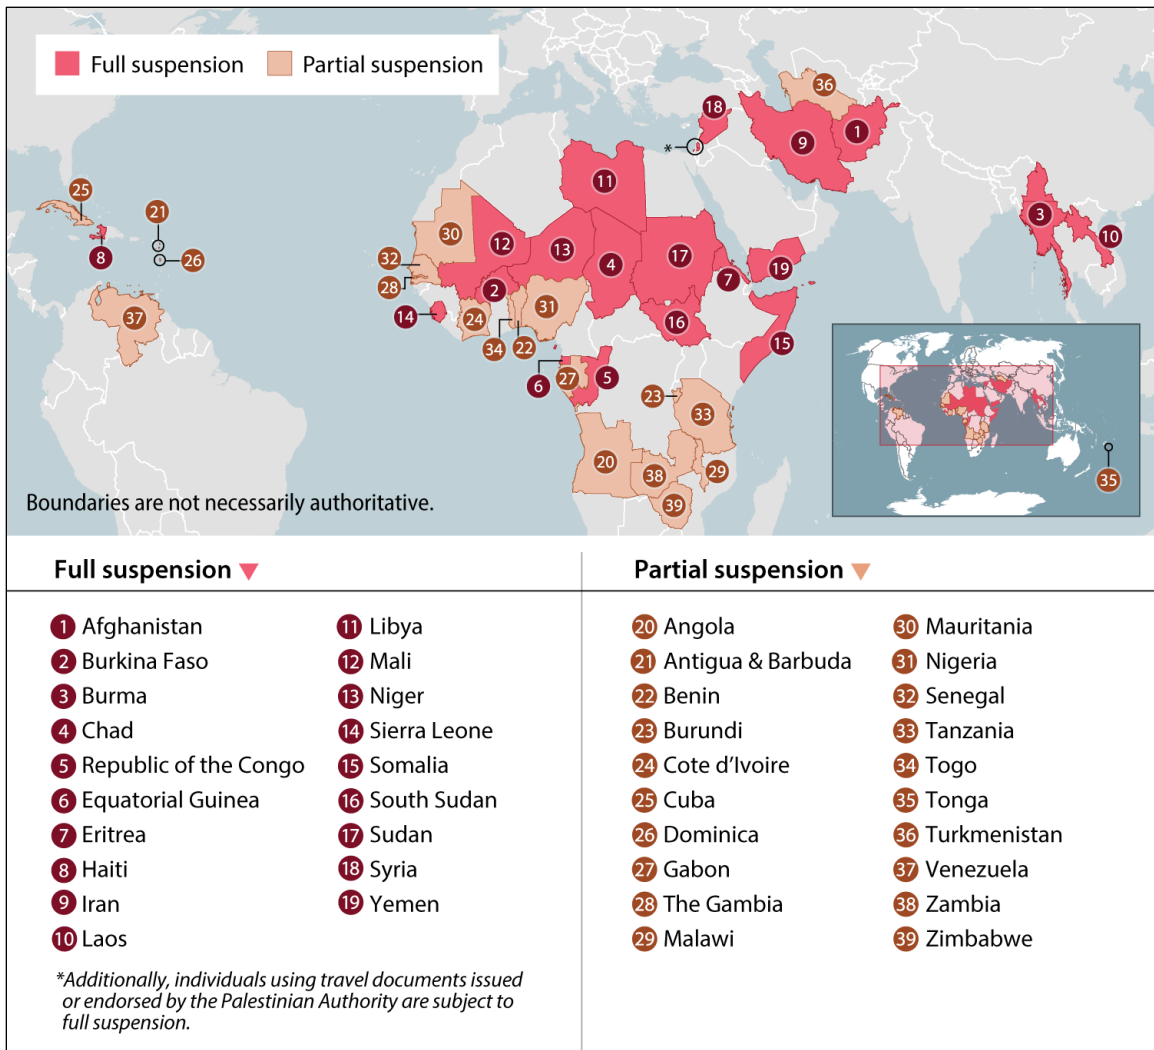 Full suspension
Partial suspension
36
18
1
9
*
11
3
25
21
10
30
12
13
17
32
4
19
8
26
7
28
2
37
31
14
24
16
15
34
22
6
27
5
23
33
20
38
29
35
39
Boundaries are not necessarily authoritative.
Full suspension
Partial suspension
1 Afghanistan
2 Burkina Faso
3 Burma
4 Chad
5 Republic of the Congo
6 Equatorial Guinea
7 Eritrea
8 Haiti
9 Iran
10 Laos
11 Libya
12 Mali
13 Niger
14 Sierra Leone
15 Somalia
16 South Sudan
17 Sudan
18 Syria
19 Yemen
*Additionally, individuals using travel documents issued
or endorsed by the Palestinian Authority are subject to
full suspension.
20 Angola
21 Antigua & Barbuda
22 Benin
23 Burundi
24 Cote d'Ivoire
25 Cuba
26 Dominica
27 Gabon
28 The Gambia
29 Malawi
30 Mauritania
31 Nigeria
32 Senegal
33 Tanzania
34 Togo
35 Tonga
36 Turkmenistan
37 Venezuela
38 Zambia
39 Zimbabwe